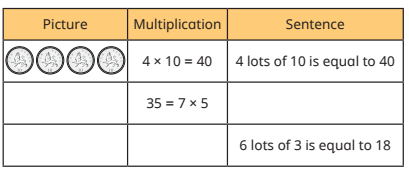 Picture Multiplication Sentence
4 × 10 = 40 4 lots of 10 is equal to 40
35 = 7 × 5
6 lots of 3 is equal to 18